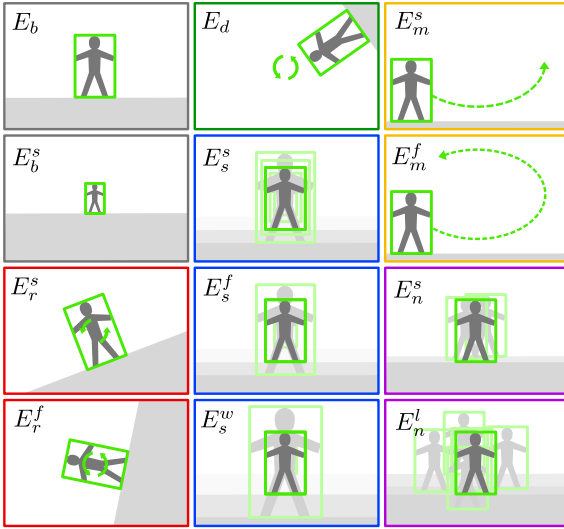 E_b
E_d
E_m^s
E_b^s
E_s^s
E_m^f
E_r^s
E_s^f
E_n^s
E_r^f
E_s^w
E_n^l